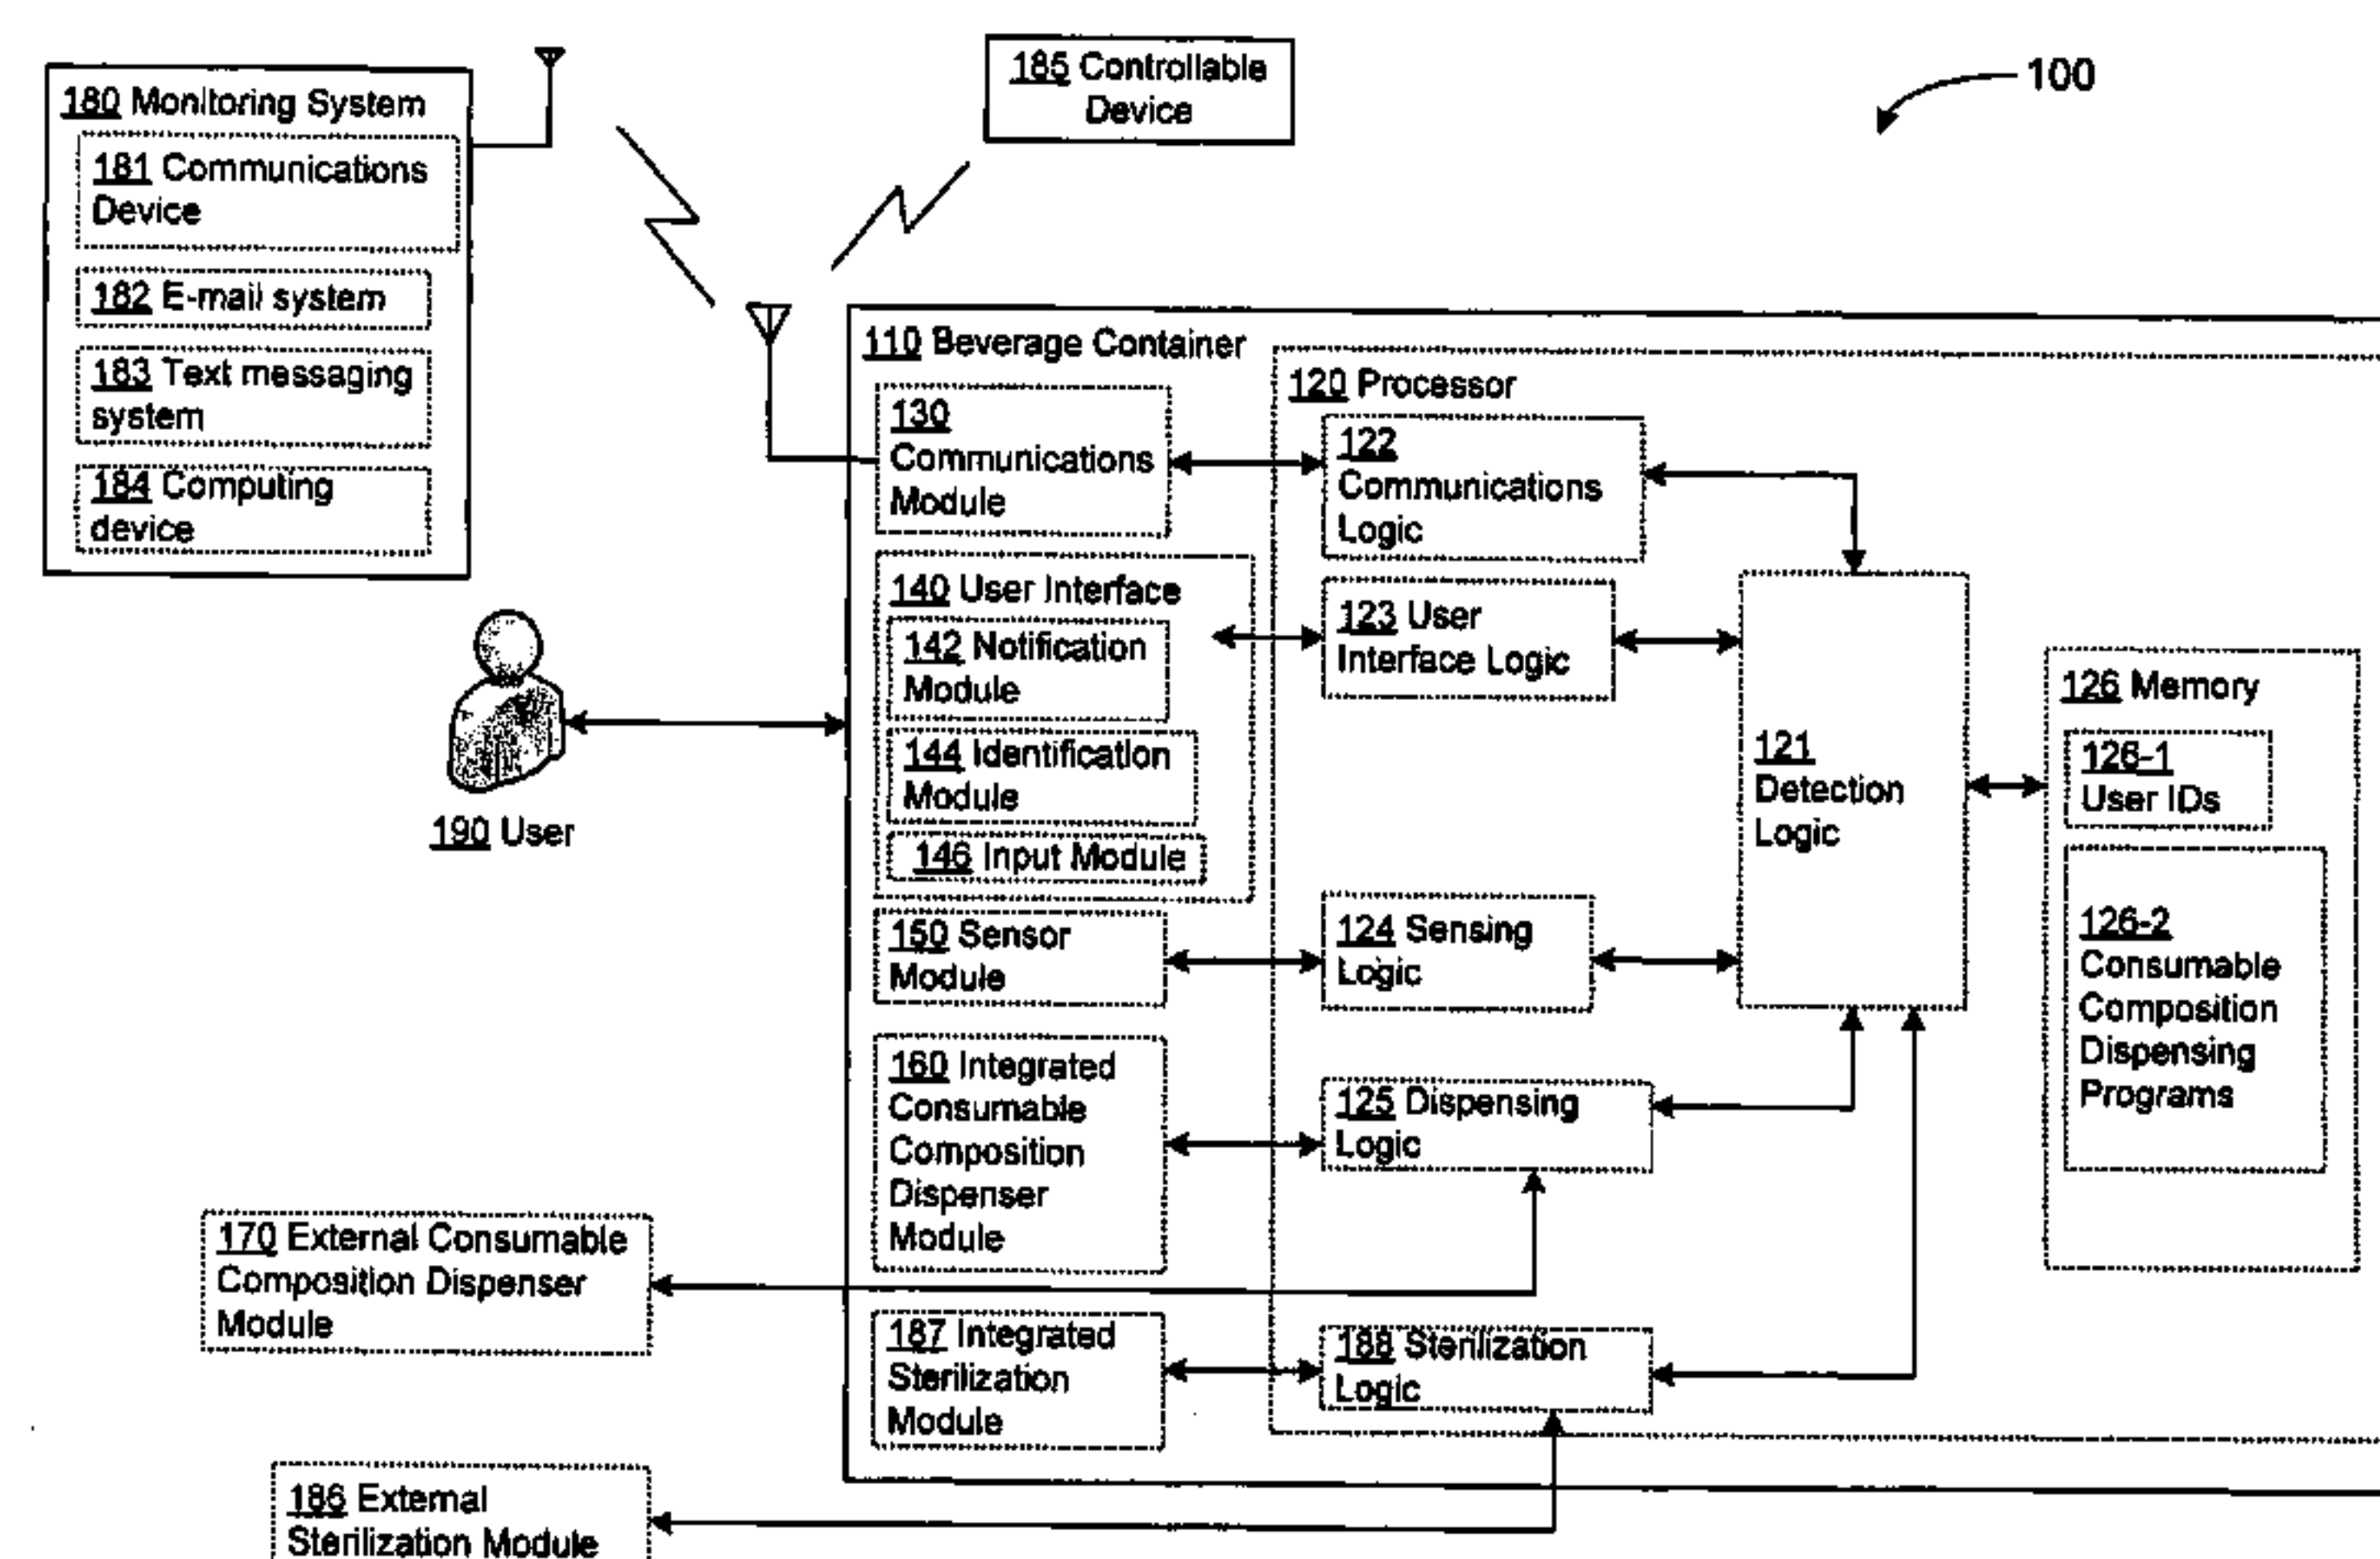 185 Controllable
Device
100
180 Monitoring System
181 Communications
Device
182 E-mail system
183 Text messaging
system
184 Computing
device
110 Beverage Container
120 Processor
130
Communications
Module
122
Communications
Logic
140 User Interface
142 Notification
Module
144 Identification
Module
146 Input Module
123 User
Interface Logic
121
Detection
Logic
126 Memory
126-1
User IDs
126-2
Consumable
Composition
Dispensing
Programs
190 User
150 Sensor
Module
124 Sensing
Logic
160 Integrated
Consumable
Composition
Dispenser
Module
125 Dispensing
Logic
170 External Consumable
Composition Dispenser
Module
187 Integrated
Sterilization
Module
188 Sterilization
Logic
186 External
Sterilization Module